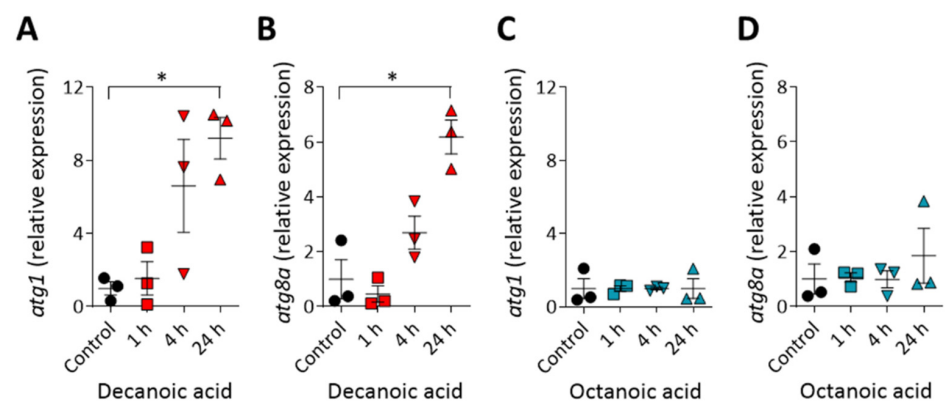 A
atg1 (relative expression)
12
8
4
0
*
Control
1 h
4 h
24 h
Decanoic acid
B
atg8a (relative expression)
8
6
4
2
0
*
Control
1 h
4 h
24 h
Decanoic acid
C
atg1 (relative expression)
12
8
4
0
Control
1 h
4 h
24 h
Octanoic acid
D
atg8a (relative expression)
8
6
4
2
0
Control
1 h
4 h
24 h
Octanoic acid